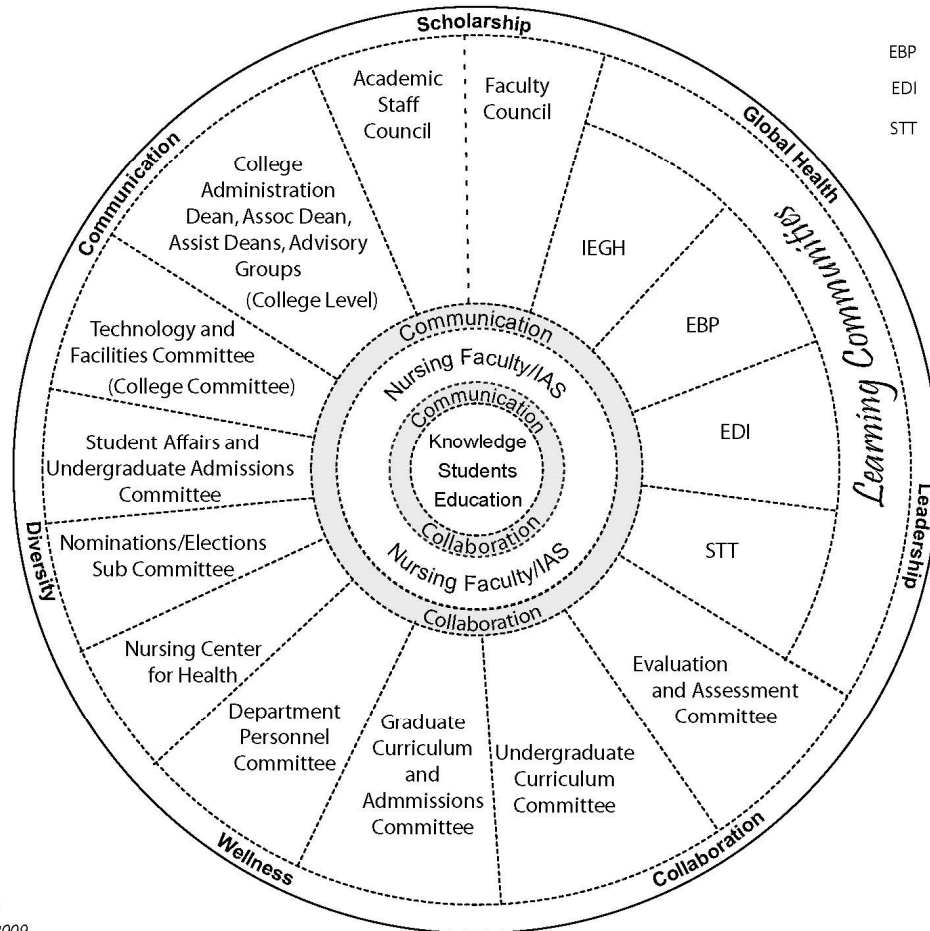 Scholarship
Global Health
Leadership
Collaboration
Wellness
Diversity
Communication
EBP
EDI
STT
Academic
Staff
Council
Faculty
Council
College
Administration
Dean, Assoc Dean,
Assist Deans, Advisory
Groups
(College Level)
Technology and
Facilities Committee
(College Committee)
Student Affairs and
Undergraduate Admissions
Committee
Nominations/Elections
Sub Committee
Nursing Center
for Health
Department
Personnel
Committee
Graduate
Curriculum
and
Admmissions
Committee
Undergraduate
Curriculum
Committee
Evaluation
and Assessment
Committee
STT
EDI
EBP
IEGH
Learning Communities
Communication
Nursing Faculty/IAS
Communication
Knowledge
Students
Education
Collaboration
Nursing Faculty/IAS
Collaboration